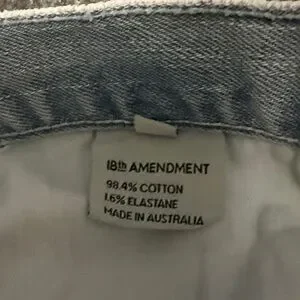 18th AMENDMENT
98.4% COTTON
1.6% ELASTANE
MADE IN AUSTRALIA